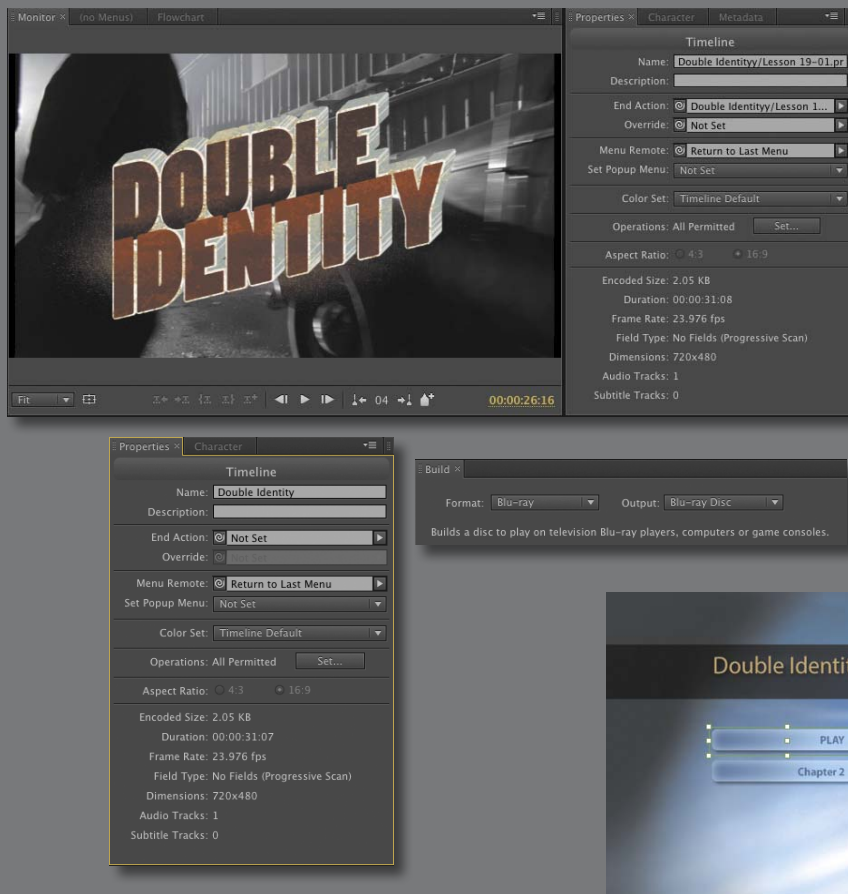 Monitor × (no Menus) Flowchart
DOUBLE
IDENTITY
Fit 04 00:00:26:16
Properties × Character Metadata
Timeline
Name: Double Identityy/Lesson 19-01.pr
Description:
End Action: Double Identityy/Lesson 1...
Override: Not Set
Menu Remote: Return to Last Menu
Set Popup Menu: Not Set
Color Set: Timeline Default
Operations: All Permitted Set...
Aspect Ratio: 4:3 16:9
Encoded Size: 2.05 KB
Duration: 00:00:31:08
Frame Rate: 23.976 fps
Field Type: No Fields (Progressive Scan)
Dimensions: 720x480
Audio Tracks: 1
Subtitle Tracks: 0
Properties × Character
Timeline
Name: Double Identity
Description:
End Action: Not Set
Override: Not Set
Menu Remote: Return to Last Menu
Set Popup Menu: Not Set
Color Set: Timeline Default
Operations: All Permitted Set...
Aspect Ratio: 4:3 16:9
Encoded Size: 2.05 KB
Duration: 00:00:31:07
Frame Rate: 23.976 fps
Field Type: No Fields (Progressive Scan)
Dimensions: 720x480
Audio Tracks: 1
Subtitle Tracks: 0
Build ×
Format: Blu-ray Output: Blu-ray Disc
Builds a disc to play on television Blu-ray players, computers or game consoles.
Double Identit
PLAY
Chapter 2